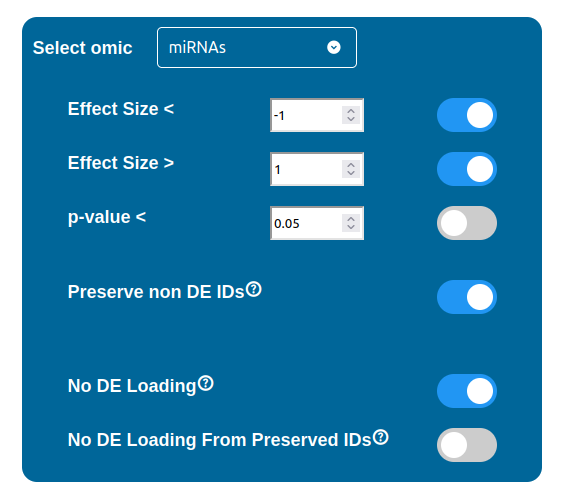 Select omic miRNAs
Effect Size < -1
Effect Size > 1
p-value < 0.05
Preserve non DE IDs?
No DE Loading?
No DE Loading From Preserved IDs?